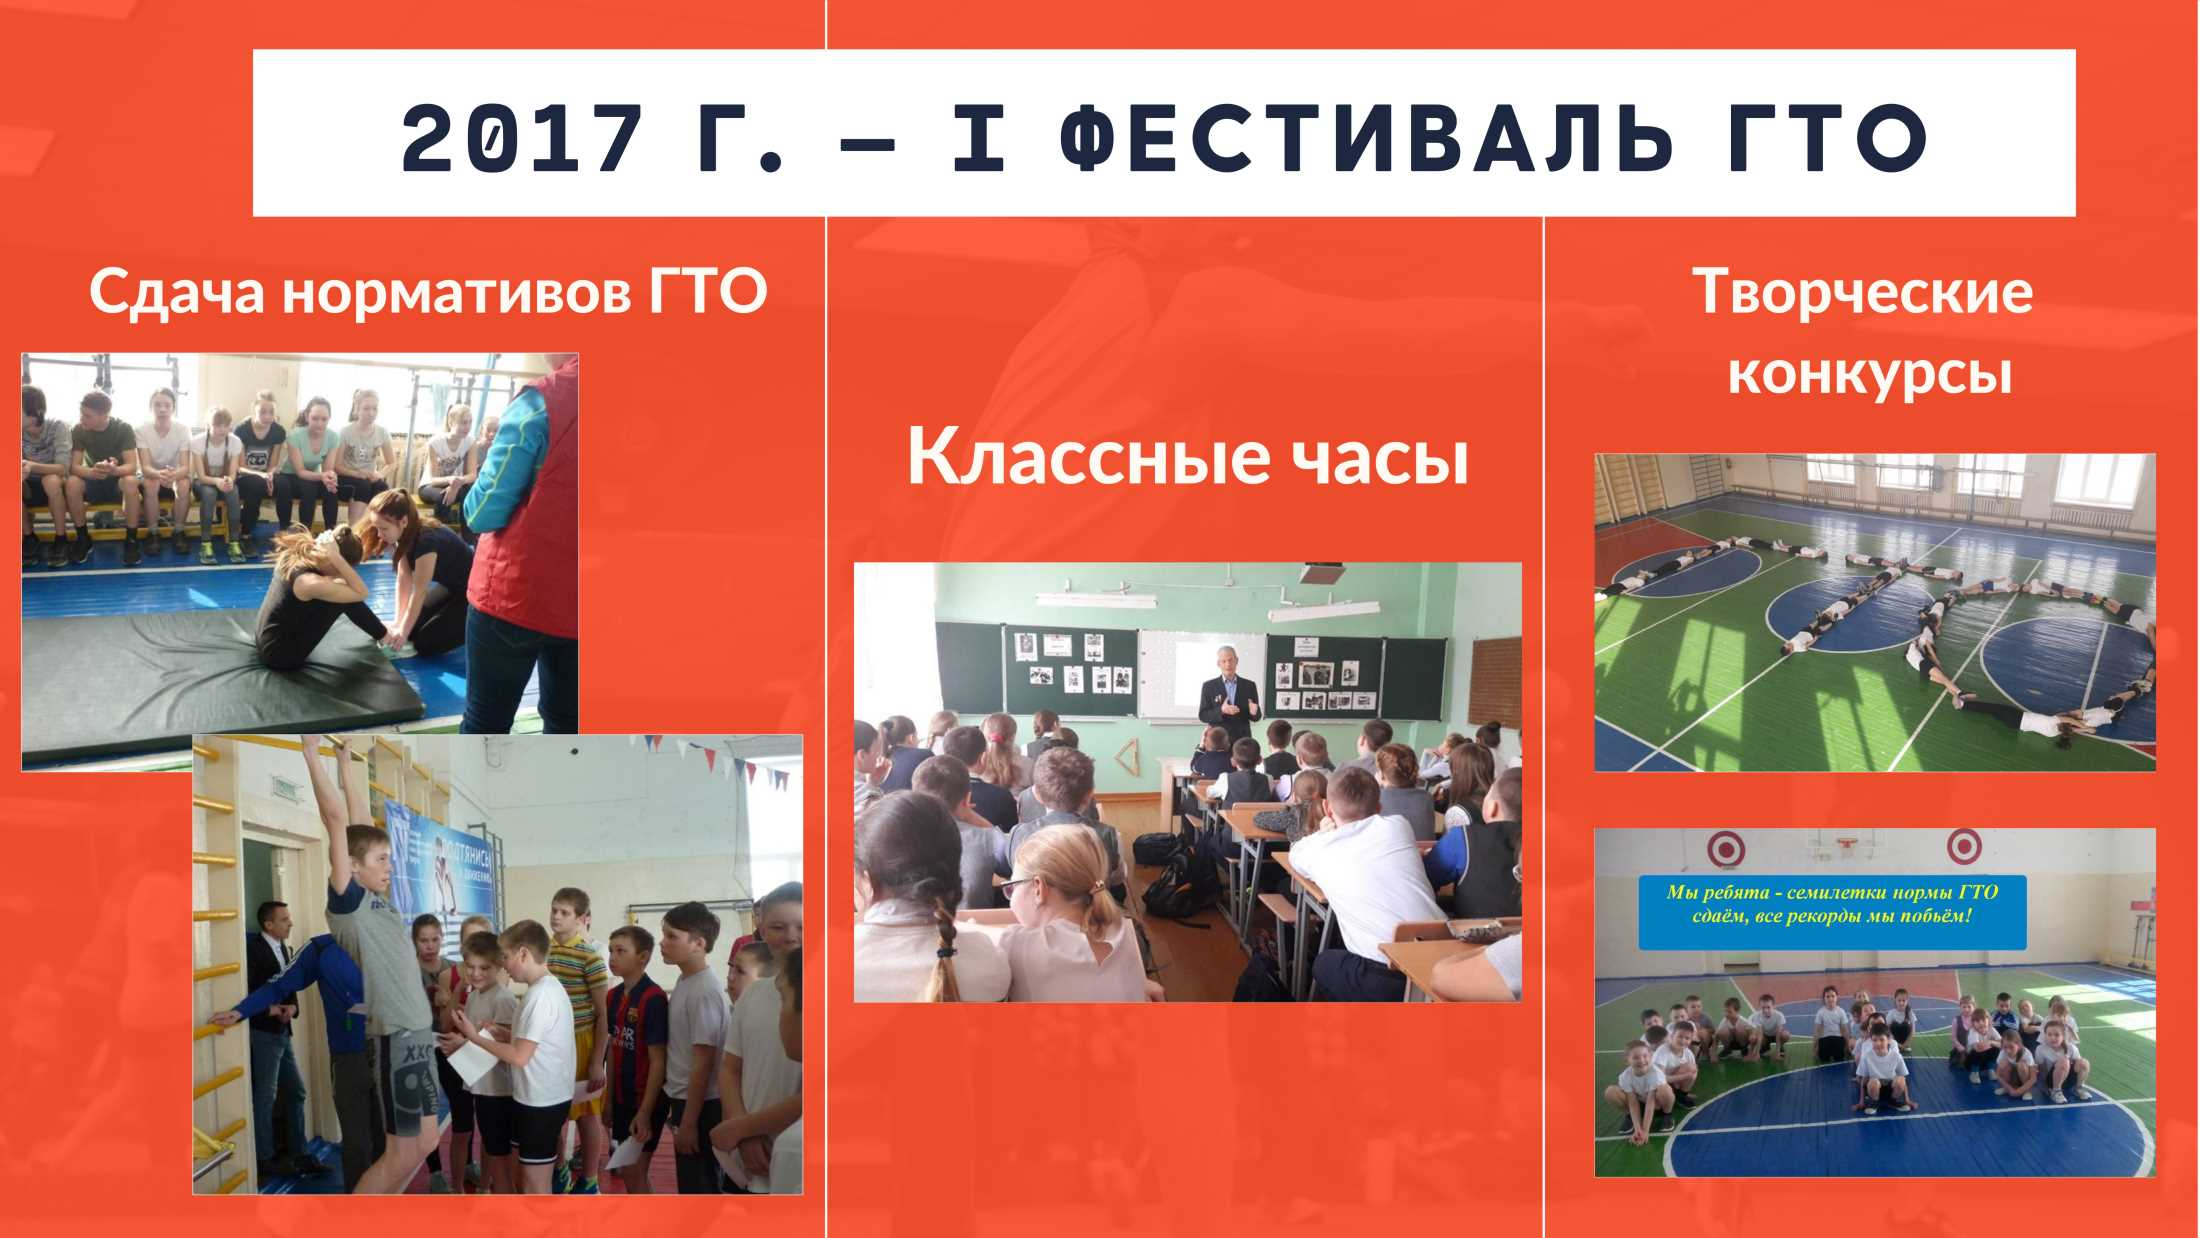 2017 Г. – I ФЕСТИВАЛЬ ГТО
Сдача нормативов ГТО
Классные часы
Творческие
конкурсы
Мы ребята - семилетки нормы ГТО
сдаём, все рекорды мы побьём!